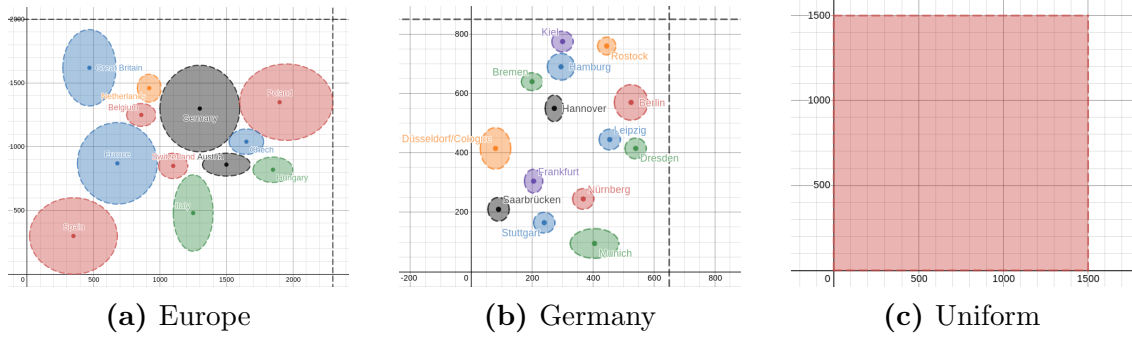 2000
1500
1000
500
500
1000
1500
2000
Great Britain
Netherlands
Belgium
Germany
Poland
France
Switzerland
Austria
Czech
Hungary
Italy
Spain
(a) Europe
800
600
400
200
-200
200
400
600
800
Kiel
Rostock
Hamburg
Bremen
Hannover
Berlin
Leipzig
Düsseldorf/Cologne
Dresden
Frankfurt
Nürnberg
Saarbrücken
Stuttgart
Munich
(b) Germany
1500
1000
500
0
0
500
1000
1500
(c) Uniform